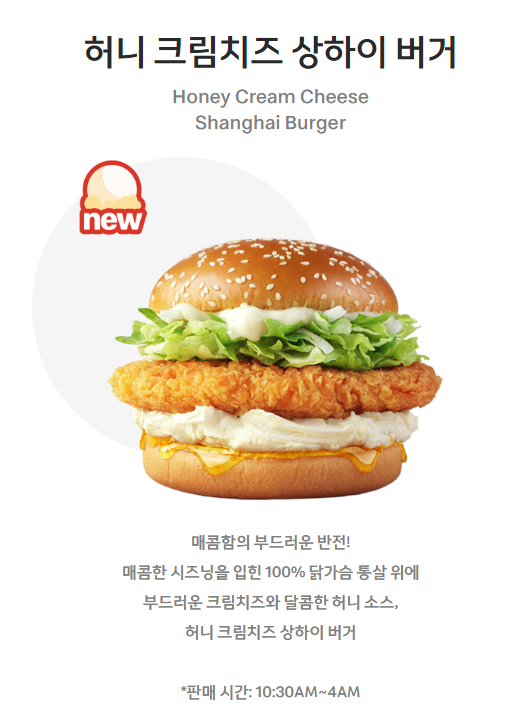 허니 크림치즈 상하이 버거
Honey Cream Cheese
Shanghai Burger
new
매콤함의 부드러운 반전!
매콤한 시즈닝을 입힌 100% 닭가슴 통살 위에
부드러운 크림치즈와 달콤한 허니 소스,
허니 크림치즈 상하이 버거
*판매 시간: 10:30AM~4AM